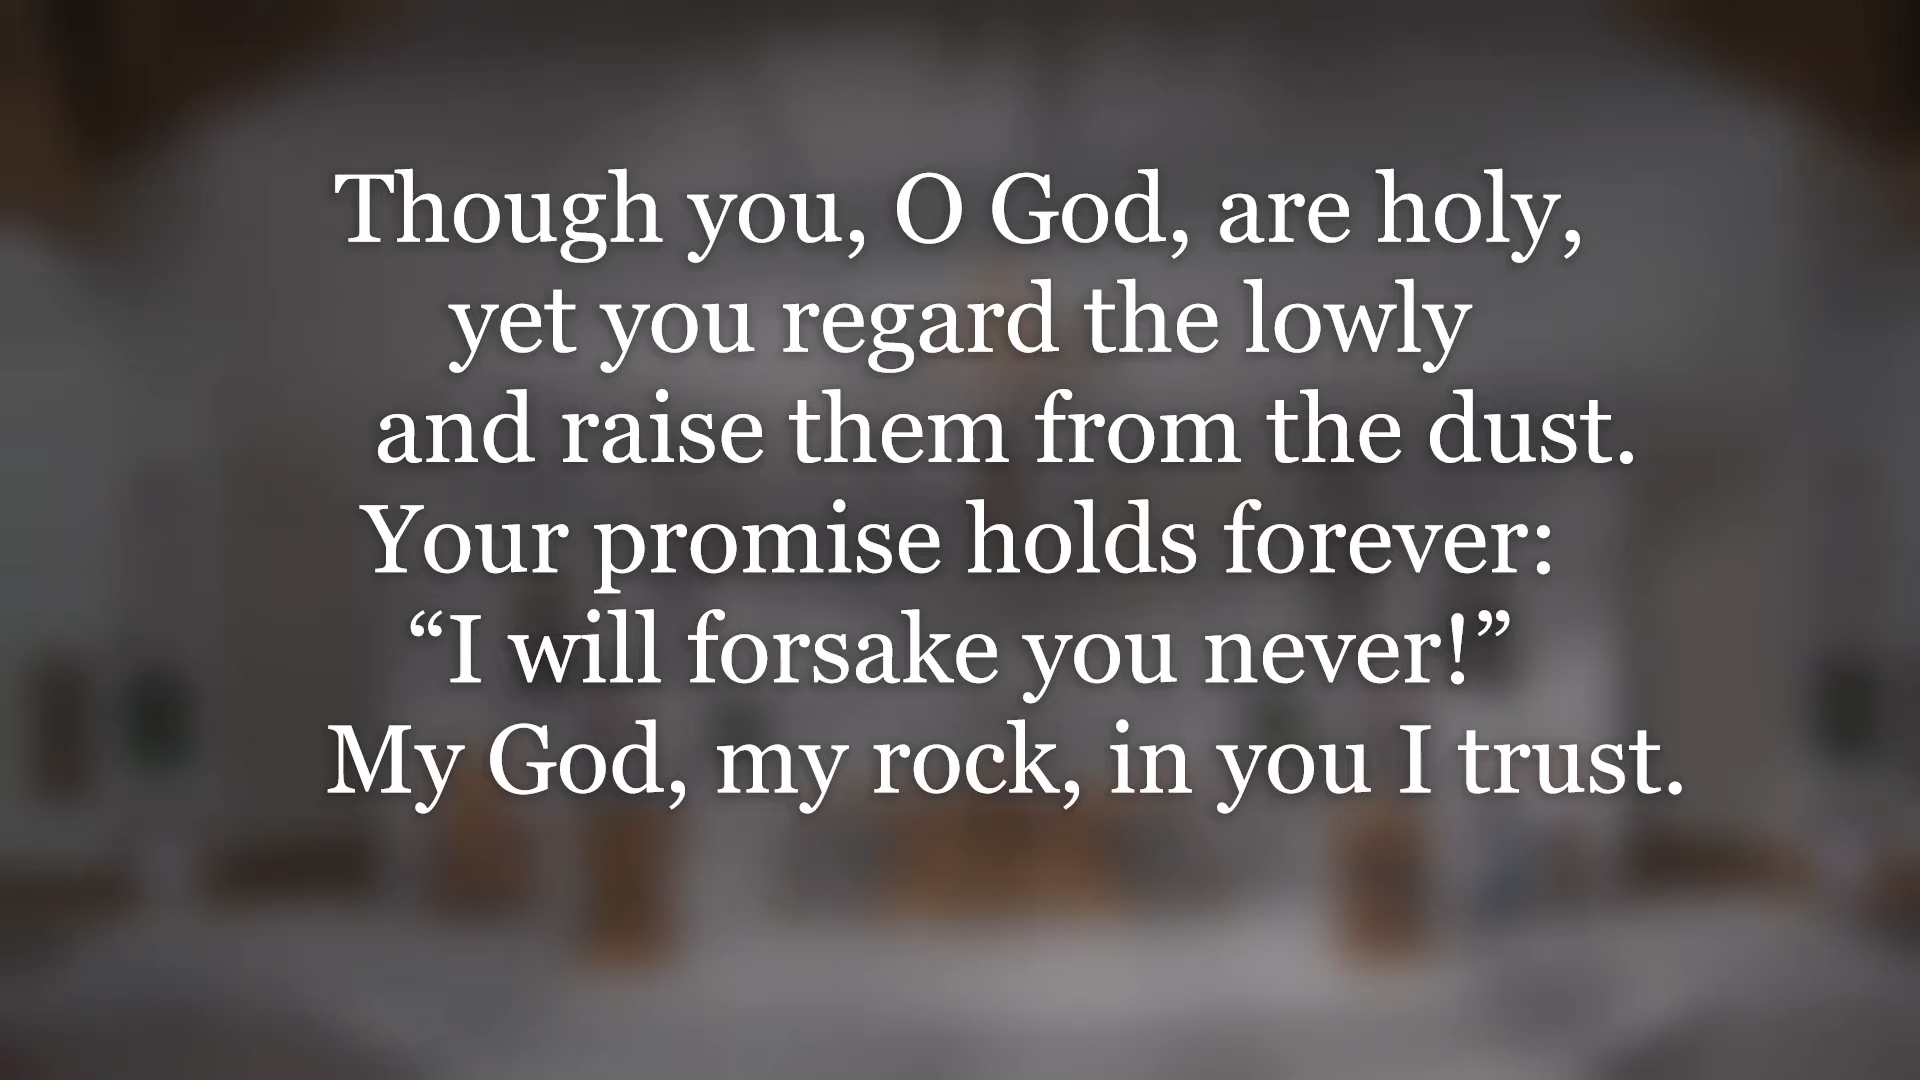 Though you, O God, are holy,
yet you regard the lowly
and raise them from the dust.
Your promise holds forever:
“I will forsake you never!”
My God, my rock, in you I trust.